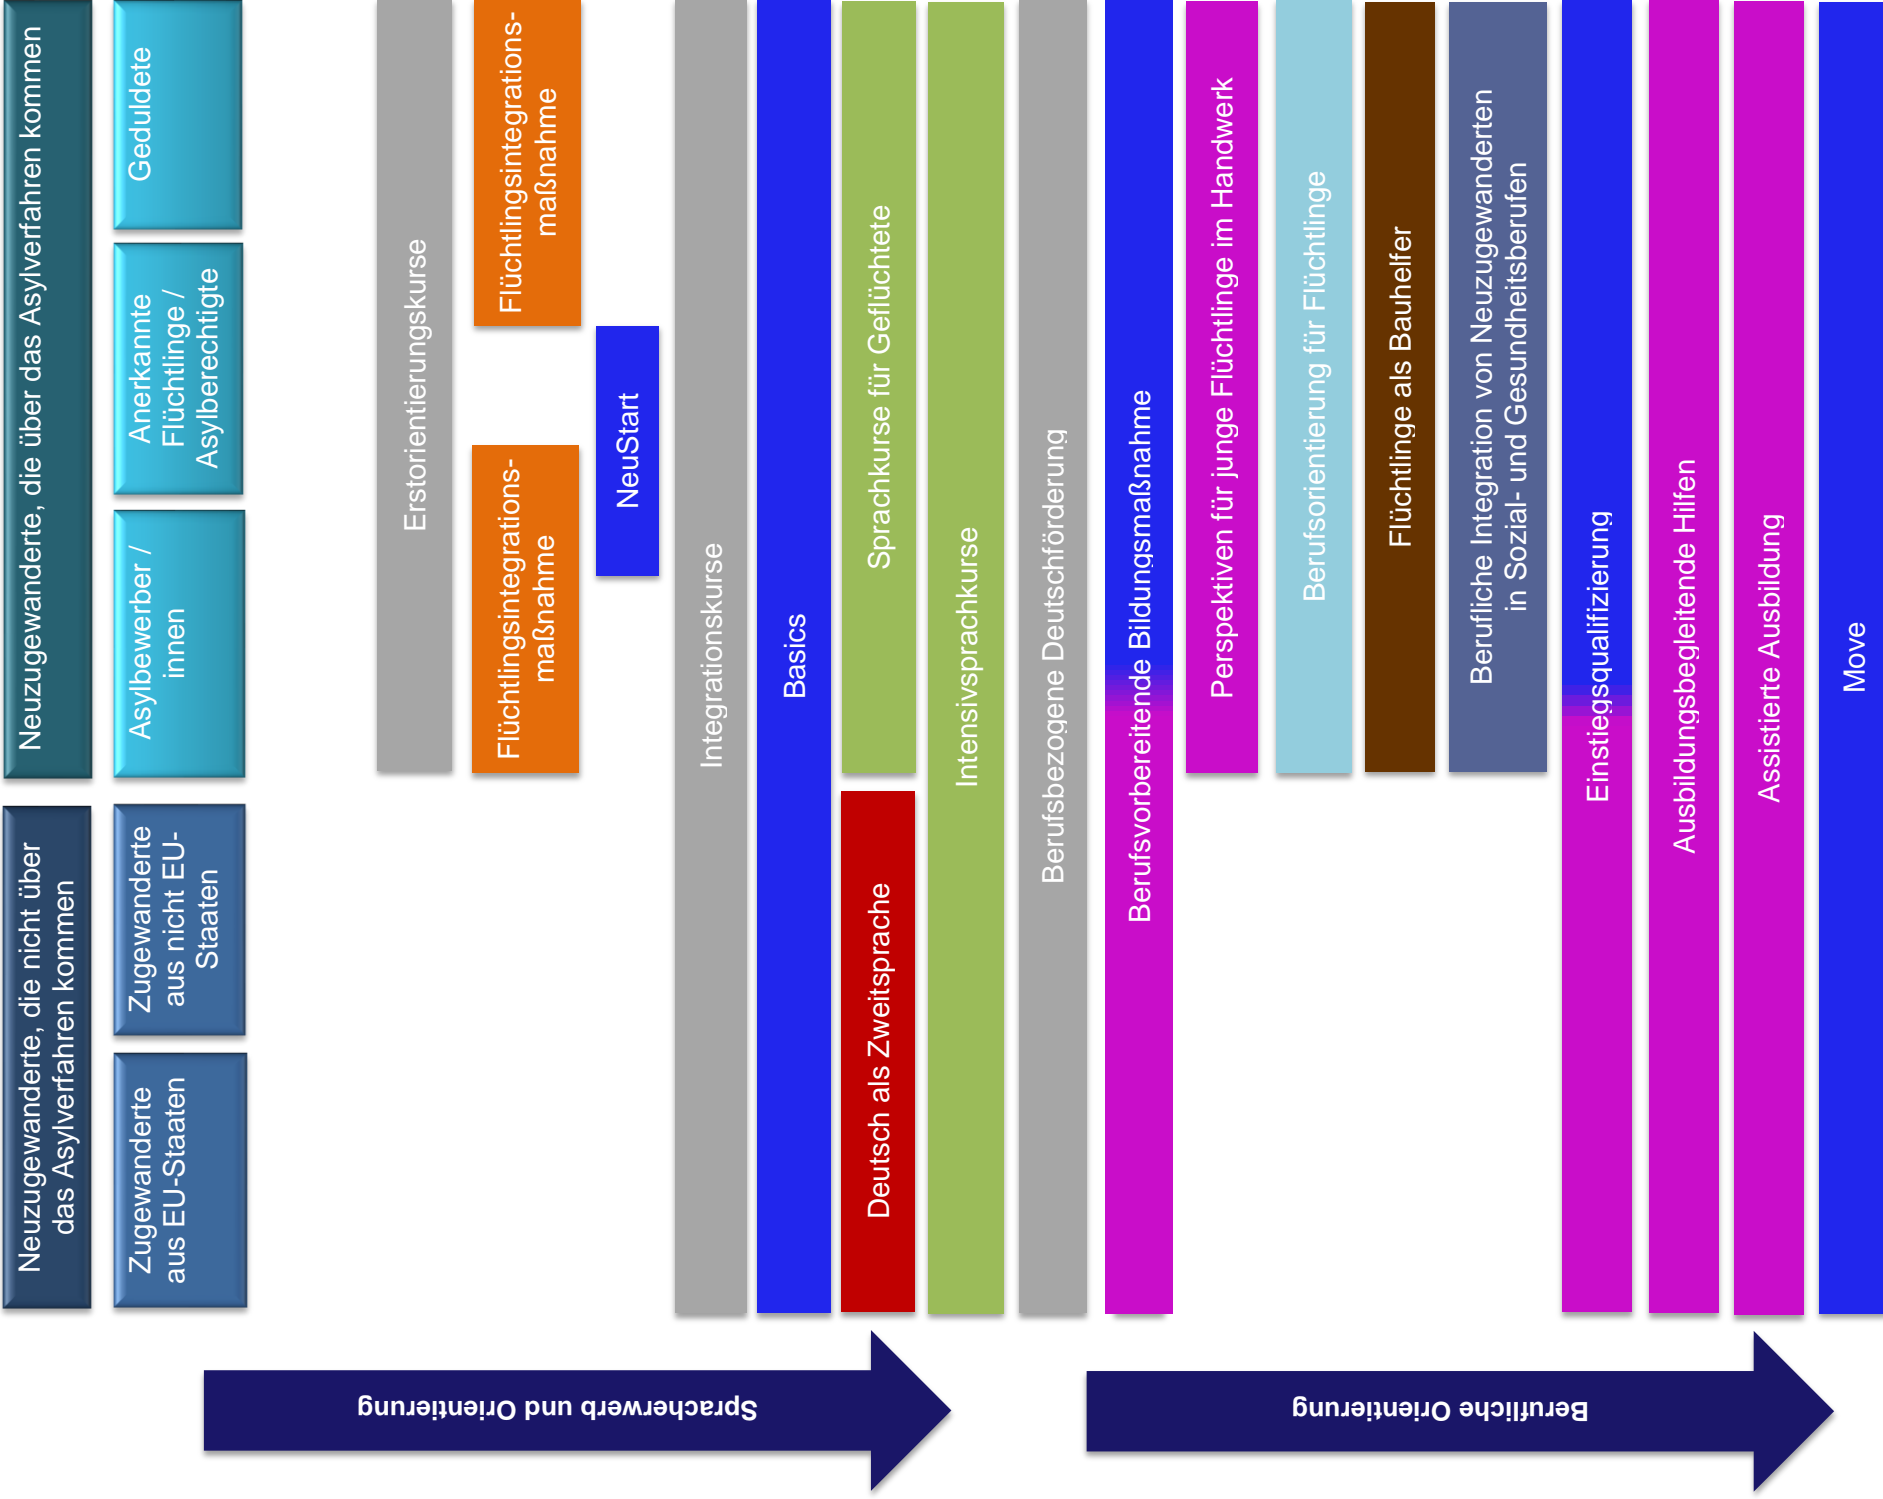 Neuzugewanderte, die nicht über
das Asylverfahren kommen
Neuzugewanderte, die über das Asylverfahren kommen
Zugewanderte
aus EU-Staaten
Zugewanderte
aus nicht EU-
Staaten
Asylbewerber /
innen
Anerkannte
Flüchtlinge /
Asylberechtigte
Geduldete
Spracherwerb und Orientierung
Erstorientierungskurse
Flüchtlingsintegrations-
maßnahme
Flüchtlingsintegrations-
maßnahme
NeuStart
Integrationskurse
Basics
Deutsch als Zweitsprache
Sprachkurse für Geflüchtete
Intensivsprachkurse
Berufsbezogene Deutschförderung
Berufliche Orientierung
Berufsvorbereitende Bildungsmaßnahme
Perspektiven für junge Flüchtlinge im Handwerk
Berufsorientierung für Flüchtlinge
Flüchtlinge als Bauhelfer
Berufliche Integration von Neuzugewanderten
in Sozial- und Gesundheitsberufen
Einstiegsqualifizierung
Ausbildungsbegleitende Hilfen
Assistierte Ausbildung
Move